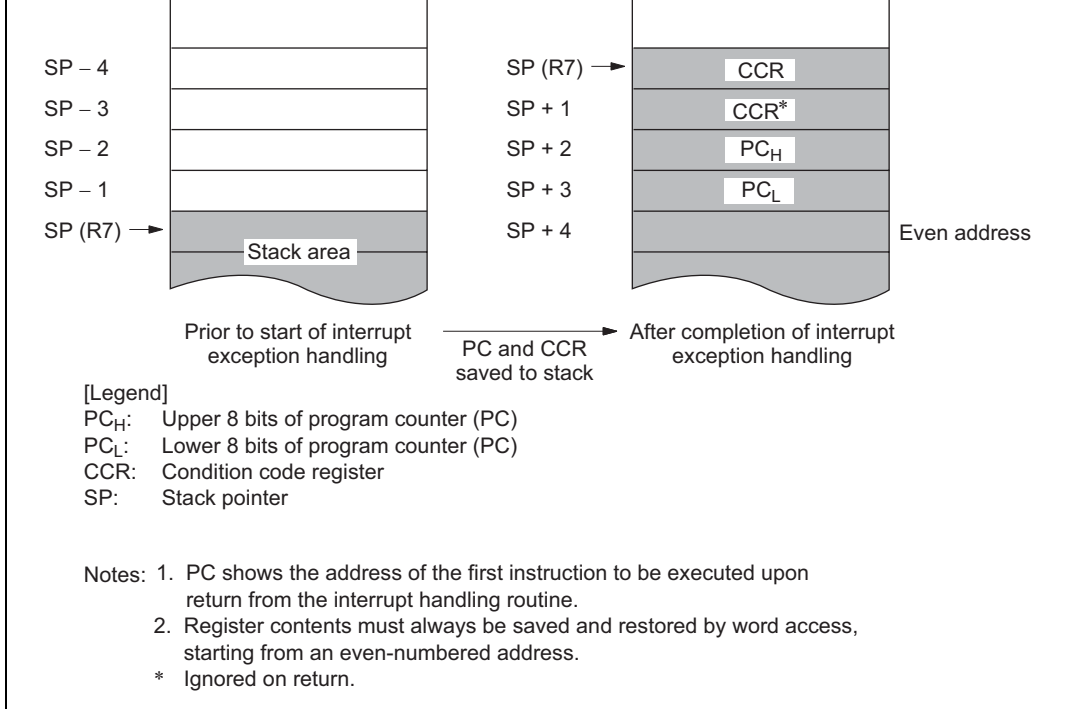 SP – 4 SP (R7) CCR
SP – 3 SP + 1 CCR*
SP – 2 SP + 2 PCH
SP – 1 SP + 3 PCL
SP (R7) SP + 4 Even address
Stack area
Prior to start of interrupt
exception handling
PC and CCR
saved to stack
After completion of interrupt
exception handling
[Legend]
PCH: Upper 8 bits of program counter (PC)
PCL: Lower 8 bits of program counter (PC)
CCR: Condition code register
SP: Stack pointer
Notes: 1. PC shows the address of the first instruction to be executed upon
return from the interrupt handling routine.
2. Register contents must always be saved and restored by word access,
starting from an even-numbered address.
* Ignored on return.